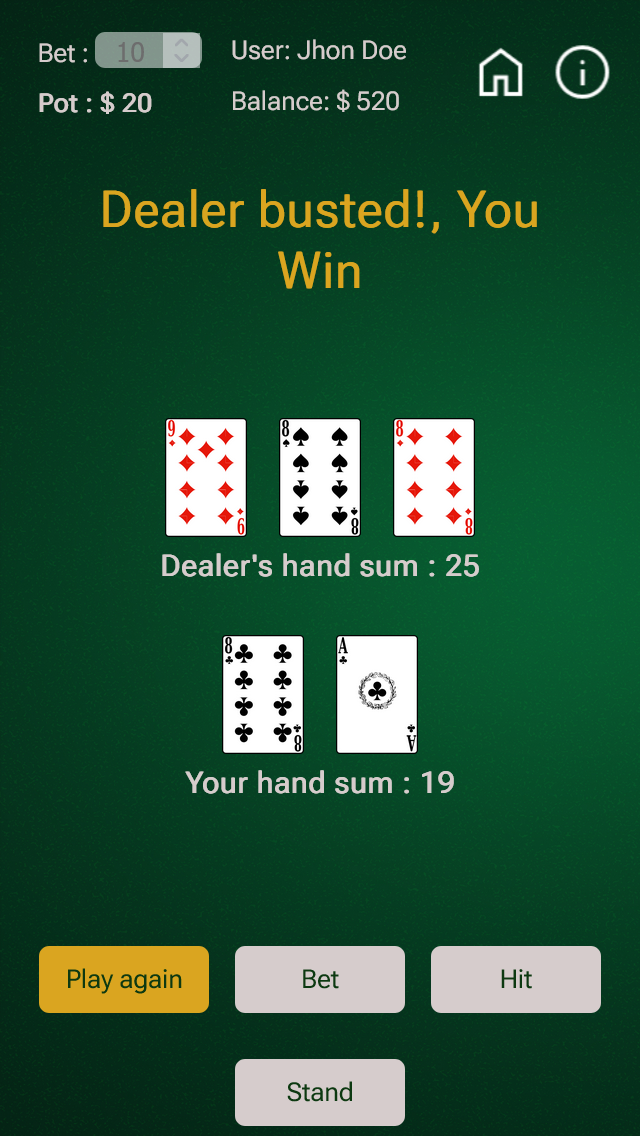 Bet : 10 User: Jhon Doe
Pot : $ 20 Balance: $ 520
Dealer busted!, You
Win
9 8 8
9 8 8
Dealer's hand sum : 25
8 A
8 A
Your hand sum : 19
Play again Bet Hit
Stand